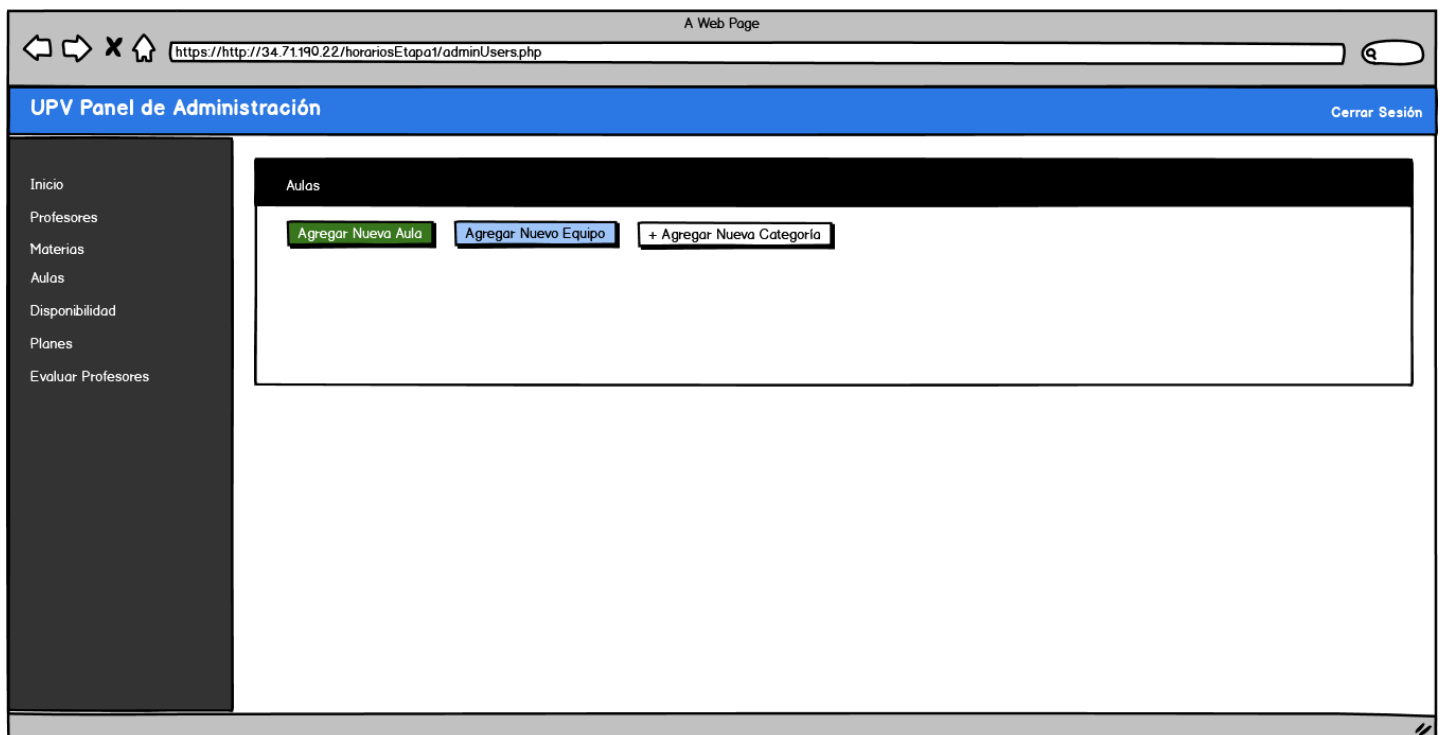 A Web Page
https://http://34.71.190.22/horariosEtapa1/adminUsers.php
UPV Panel de Administración
Cerrar Sesión
Inicio
Profesores
Materias
Aulas
Disponibilidad
Planes
Evaluar Profesores
Aulas
Agregar Nueva Aula
Agregar Nuevo Equipo
+ Agregar Nueva Categoría